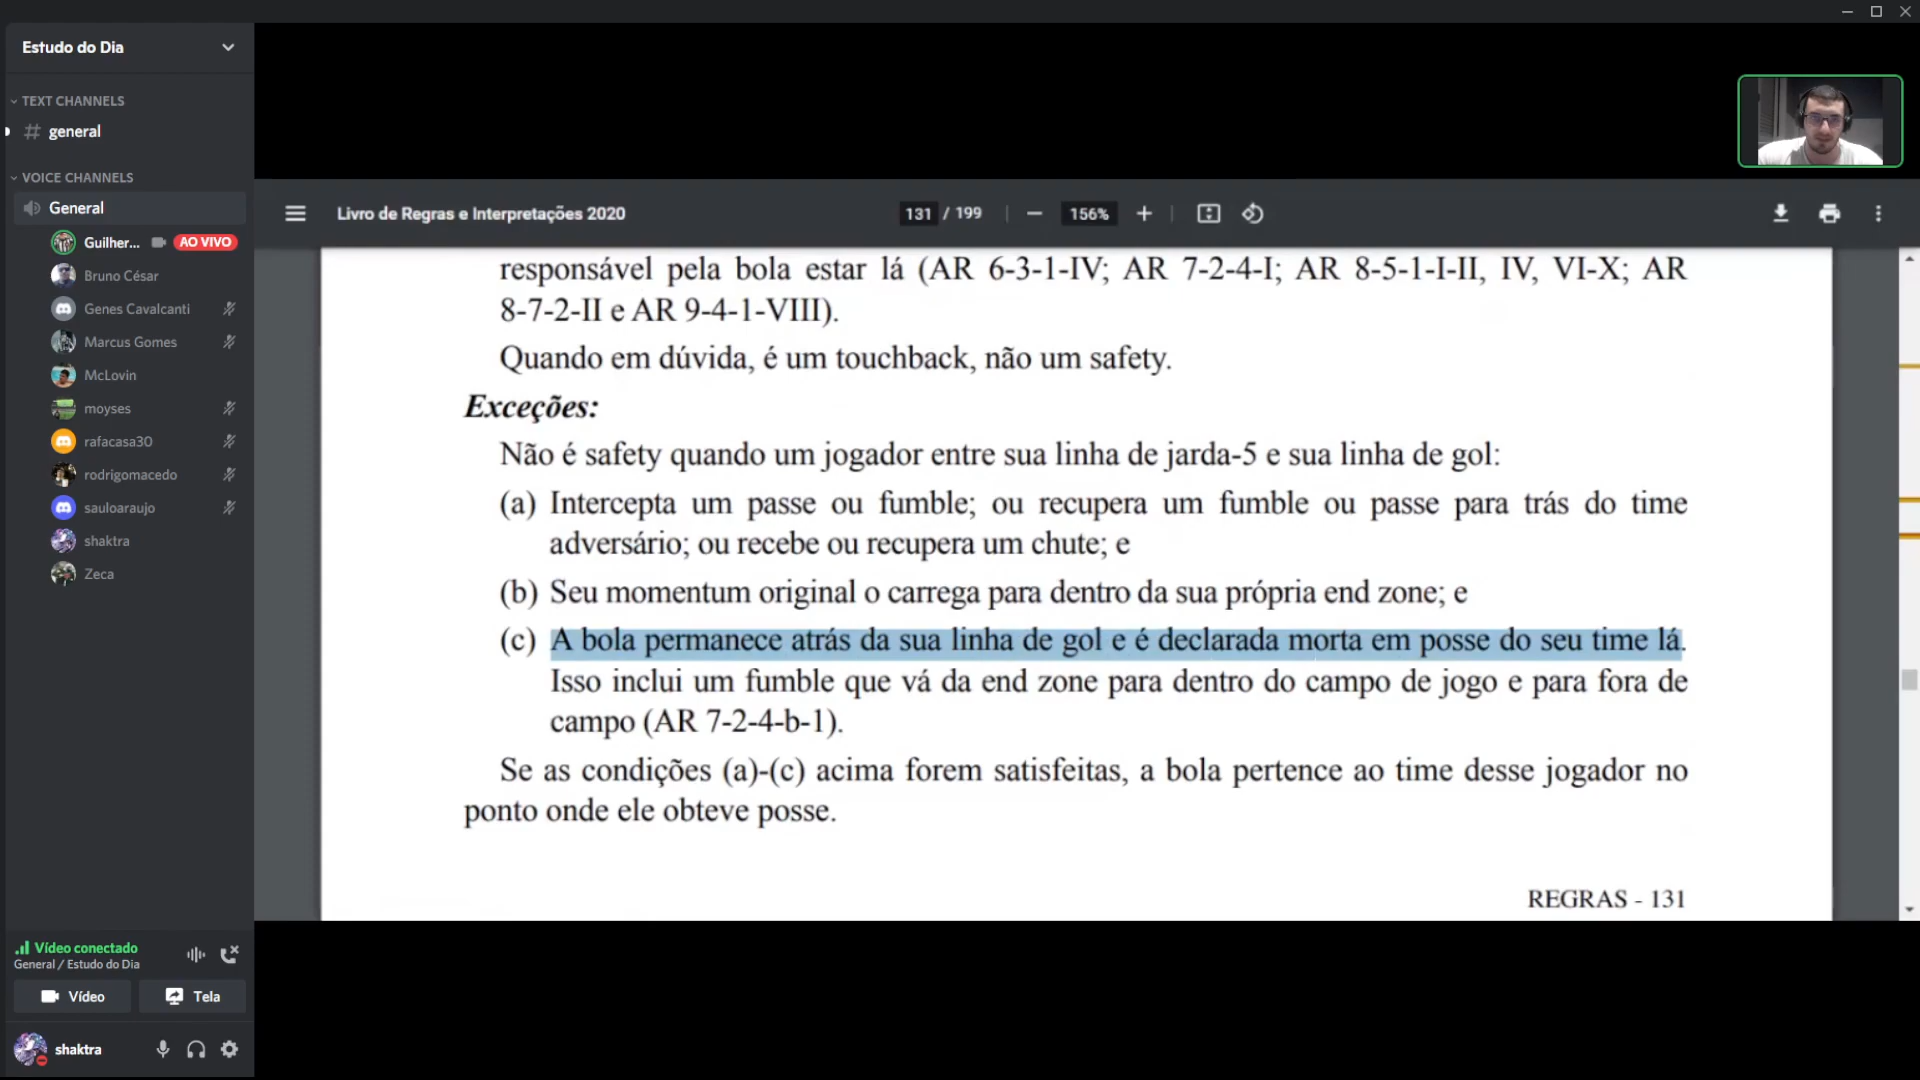 Estudo do Dia
TEXT CHANNELS
# general
VOICE CHANNELS
General
Guilher... AO VIVO
Bruno César
Genes Cavalcanti
Marcus Gomes
McLovin
moyses
rafacasa30
rodrigomacedo
sauloaraujo
shaktra
Zeca
Vídeo conectado
General / Estudo do Dia
Vídeo
Tela
shaktra
Livro de Regras e Interpretações 2020
131 / 199
156%
responsável pela bola estar lá (AR 6-3-1-IV; AR 7-2-4-I; AR 8-5-1-I-II, IV, VI-X; AR
8-7-2-II e AR 9-4-1-VIII).
Quando em dúvida, é um touchback, não um safety.
Exceções:
Não é safety quando um jogador entre sua linha de jarda-5 e sua linha de gol:
(a) Intercepta um passe ou fumble; ou recupera um fumble ou passe para trás do time
adversário; ou recebe ou recupera um chute; e
(b) Seu momentum original o carrega para dentro da sua própria end zone; e
(c) A bola permanece atrás da sua linha de gol e é declarada morta em posse do seu time lá.
Isso inclui um fumble que vá da end zone para dentro do campo de jogo e para fora de
campo (AR 7-2-4-b-1).
Se as condições (a)-(c) acima forem satisfeitas, a bola pertence ao time desse jogador no
ponto onde ele obteve posse.
REGRAS - 131